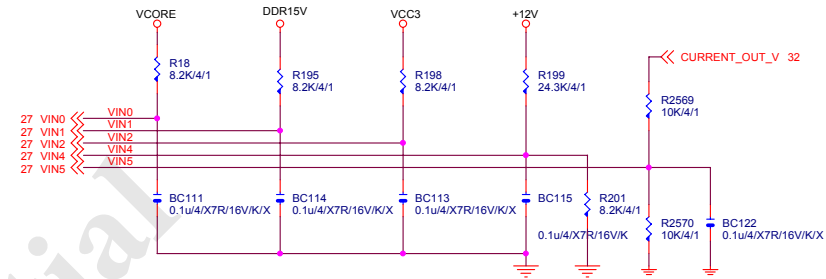 VCORE
DDR15V
VCC3
+12V
R18
8.2K/4/1
R195
8.2K/4/1
R198
8.2K/4/1
R199
24.3K/4/1
CURRENT_OUT_V 32
R2569
10K/4/1
27 VIN0 VIN0
27 VIN1 VIN1
27 VIN2 VIN2
27 VIN4 VIN4
27 VIN5 VIN5
BC111
0.1u/4/X7R/16V/K/X
BC114
0.1u/4/X7R/16V/K/X
BC113
0.1u/4/X7R/16V/K/X
BC115
0.1u/4/X7R/16V/K
R201
8.2K/4/1
R2570
10K/4/1
BC122
0.1u/4/X7R/16V/K/X
tial